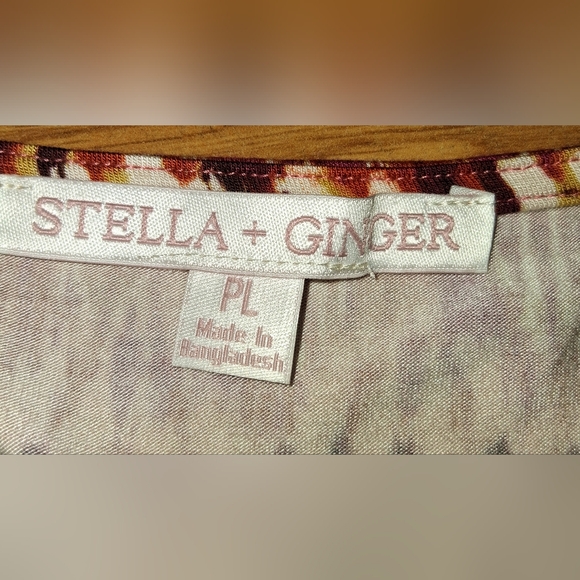 STELLA + GINGER
PL
Made In
Bangladesh